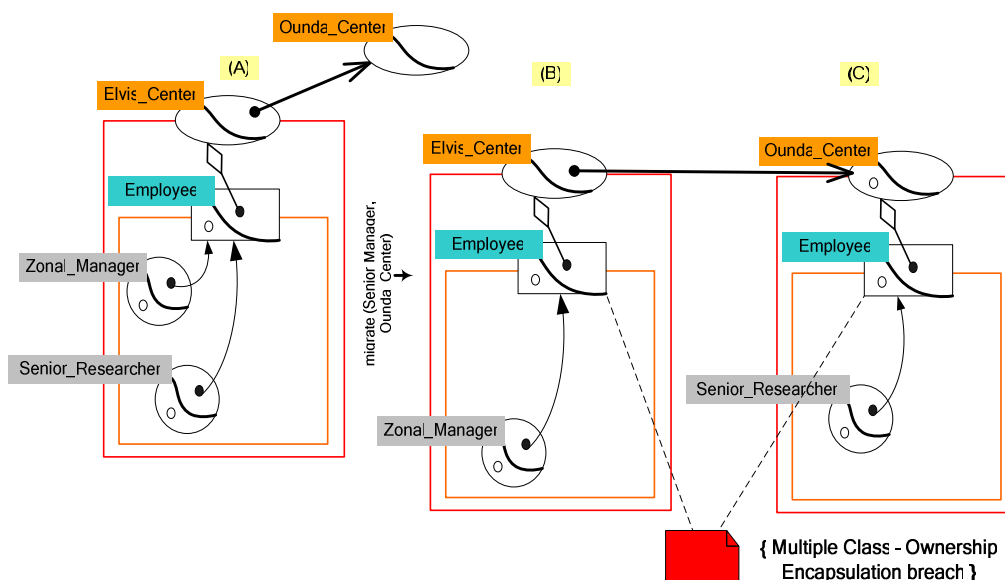 Ounda_Center
(A)
Elvis_Center
Employee
Zonal_Manager
Senior_Researcher
migrate (Senior Manager,
Ounda Center)
(B)
Elvis_Center
Employee
Zonal_Manager
(C)
Ounda_Center
Employee
Senior_Researcher
{ Multiple Class - Ownership
Encapsulation breach }